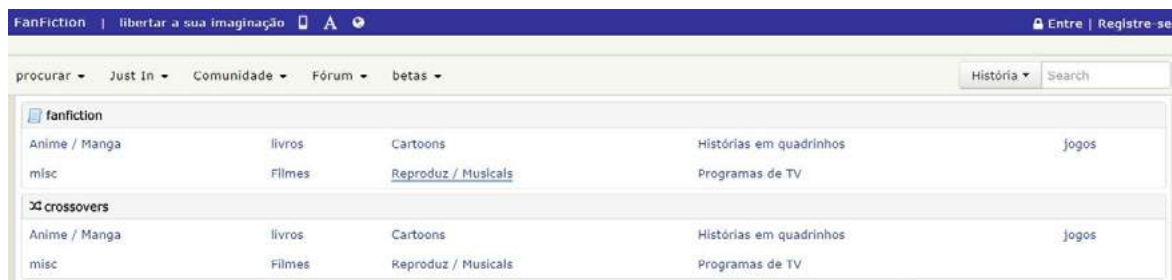 FanFiction | libertar a sua imaginação A Entre | Registre-se
procurar Just In Comunidade Fórum betas História Search
fanfiction
Anime / Manga livros Cartoons Histórias em quadrinhos jogos
misc Filmes Reproduz / Musicals Programas de TV
crossovers
Anime / Manga livros Cartoons Histórias em quadrinhos jogos
misc Filmes Reproduz / Musicals Programas de TV